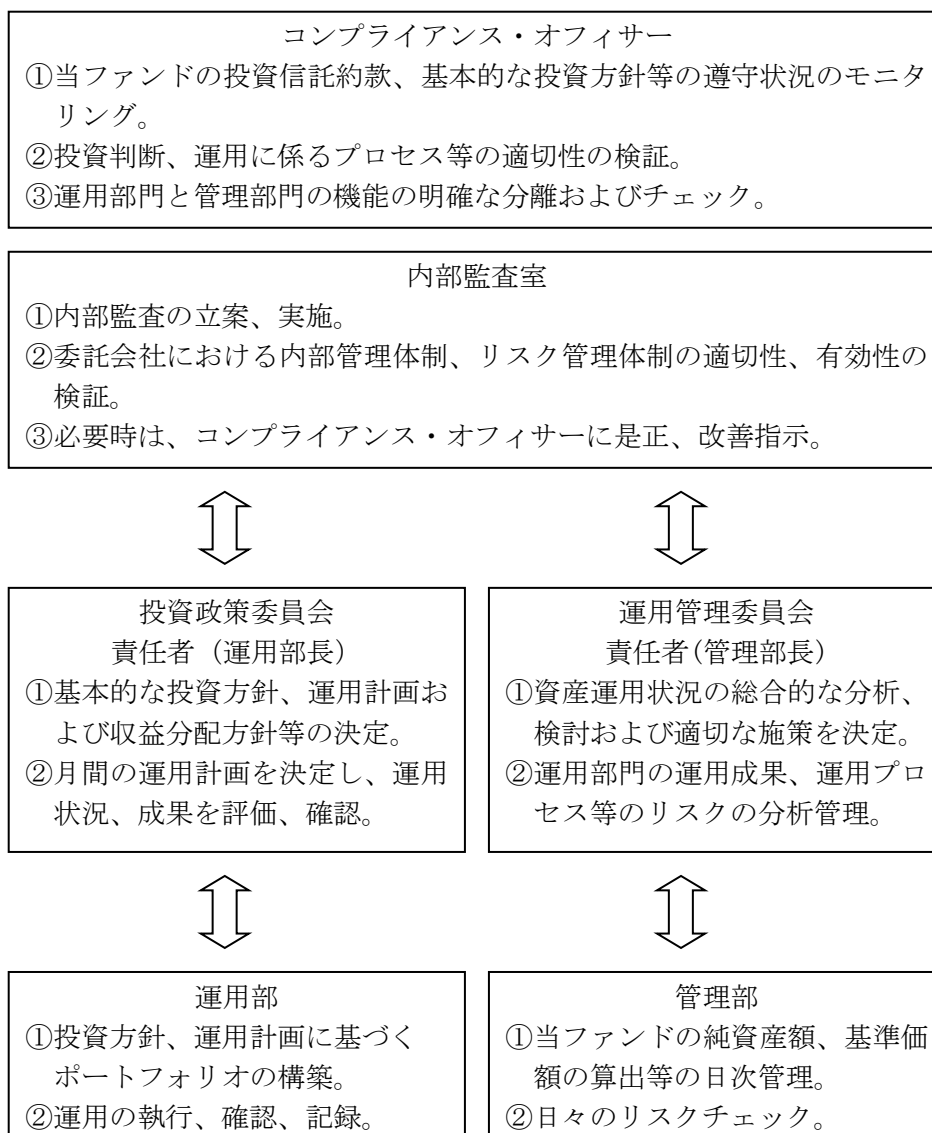 コンプライアンス・オフィサー
①当ファンドの投資信託約款、基本的な投資方針等の遵守状況のモニタ
リング。
②投資判断、運用に係るプロセス等の適切性の検証。
③運用部門と管理部門の機能の明確な分離およびチェック。
内部監査室
①内部監査の立案、実施。
②委託会社における内部管理体制、リスク管理体制の適切性、有効性の
検証。
③必要時は、コンプライアンス・オフィサーに是正、改善指示。
投資政策委員会
責任者（運用部長）
①基本的な投資方針、運用計画お
よび収益分配方針等の決定。
②月間の運用計画を決定し、運用
状況、成果を評価、確認。
運用管理委員会
責任者(管理部長)
①資産運用状況の総合的な分析、
検討および適切な施策を決定。
②運用部門の運用成果、運用プロ
セス等のリスクの分析管理。
運用部
①投資方針、運用計画に基づく
ポートフォリオの構築。
②運用の執行、確認、記録。
管理部
①当ファンドの純資産額、基準価
額の算出等の日次管理。
②日々のリスクチェック。